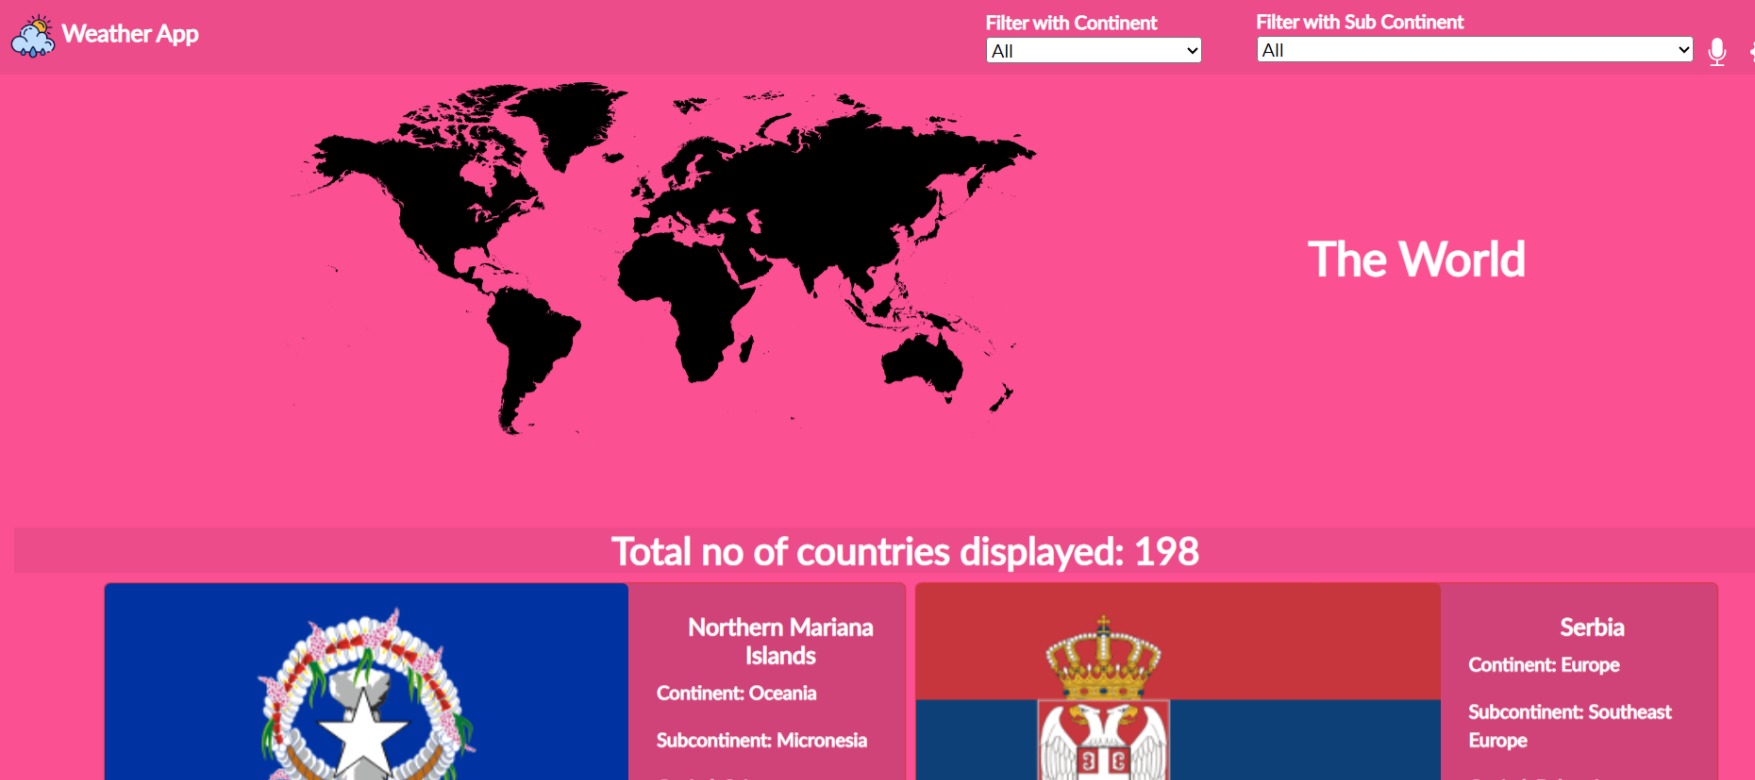 Weather App
Filter with Continent
All
Filter with Sub Continent
All
The World
Total no of countries displayed: 198
Northern Mariana
Islands
Continent: Oceania
Subcontinent: Micronesia
Serbia
Continent: Europe
Subcontinent: Southeast
Europe